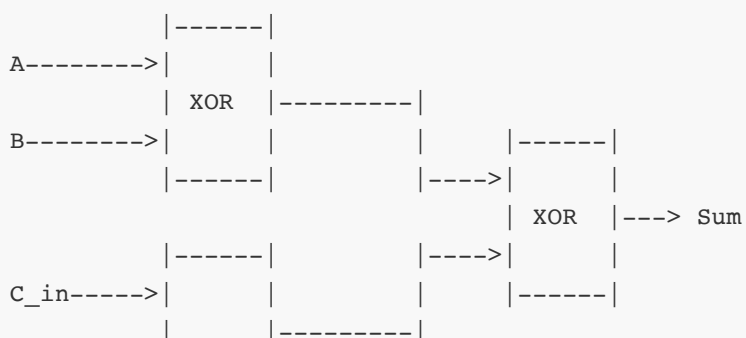 |------|
A-------->|      |
| XOR  |---------|
B-------->|      |         |    |------|
|------|         |---->|      |
| XOR  |---> Sum
|------|         |---->|      |
C_in----->|      |         |    |------|
|      |---------|